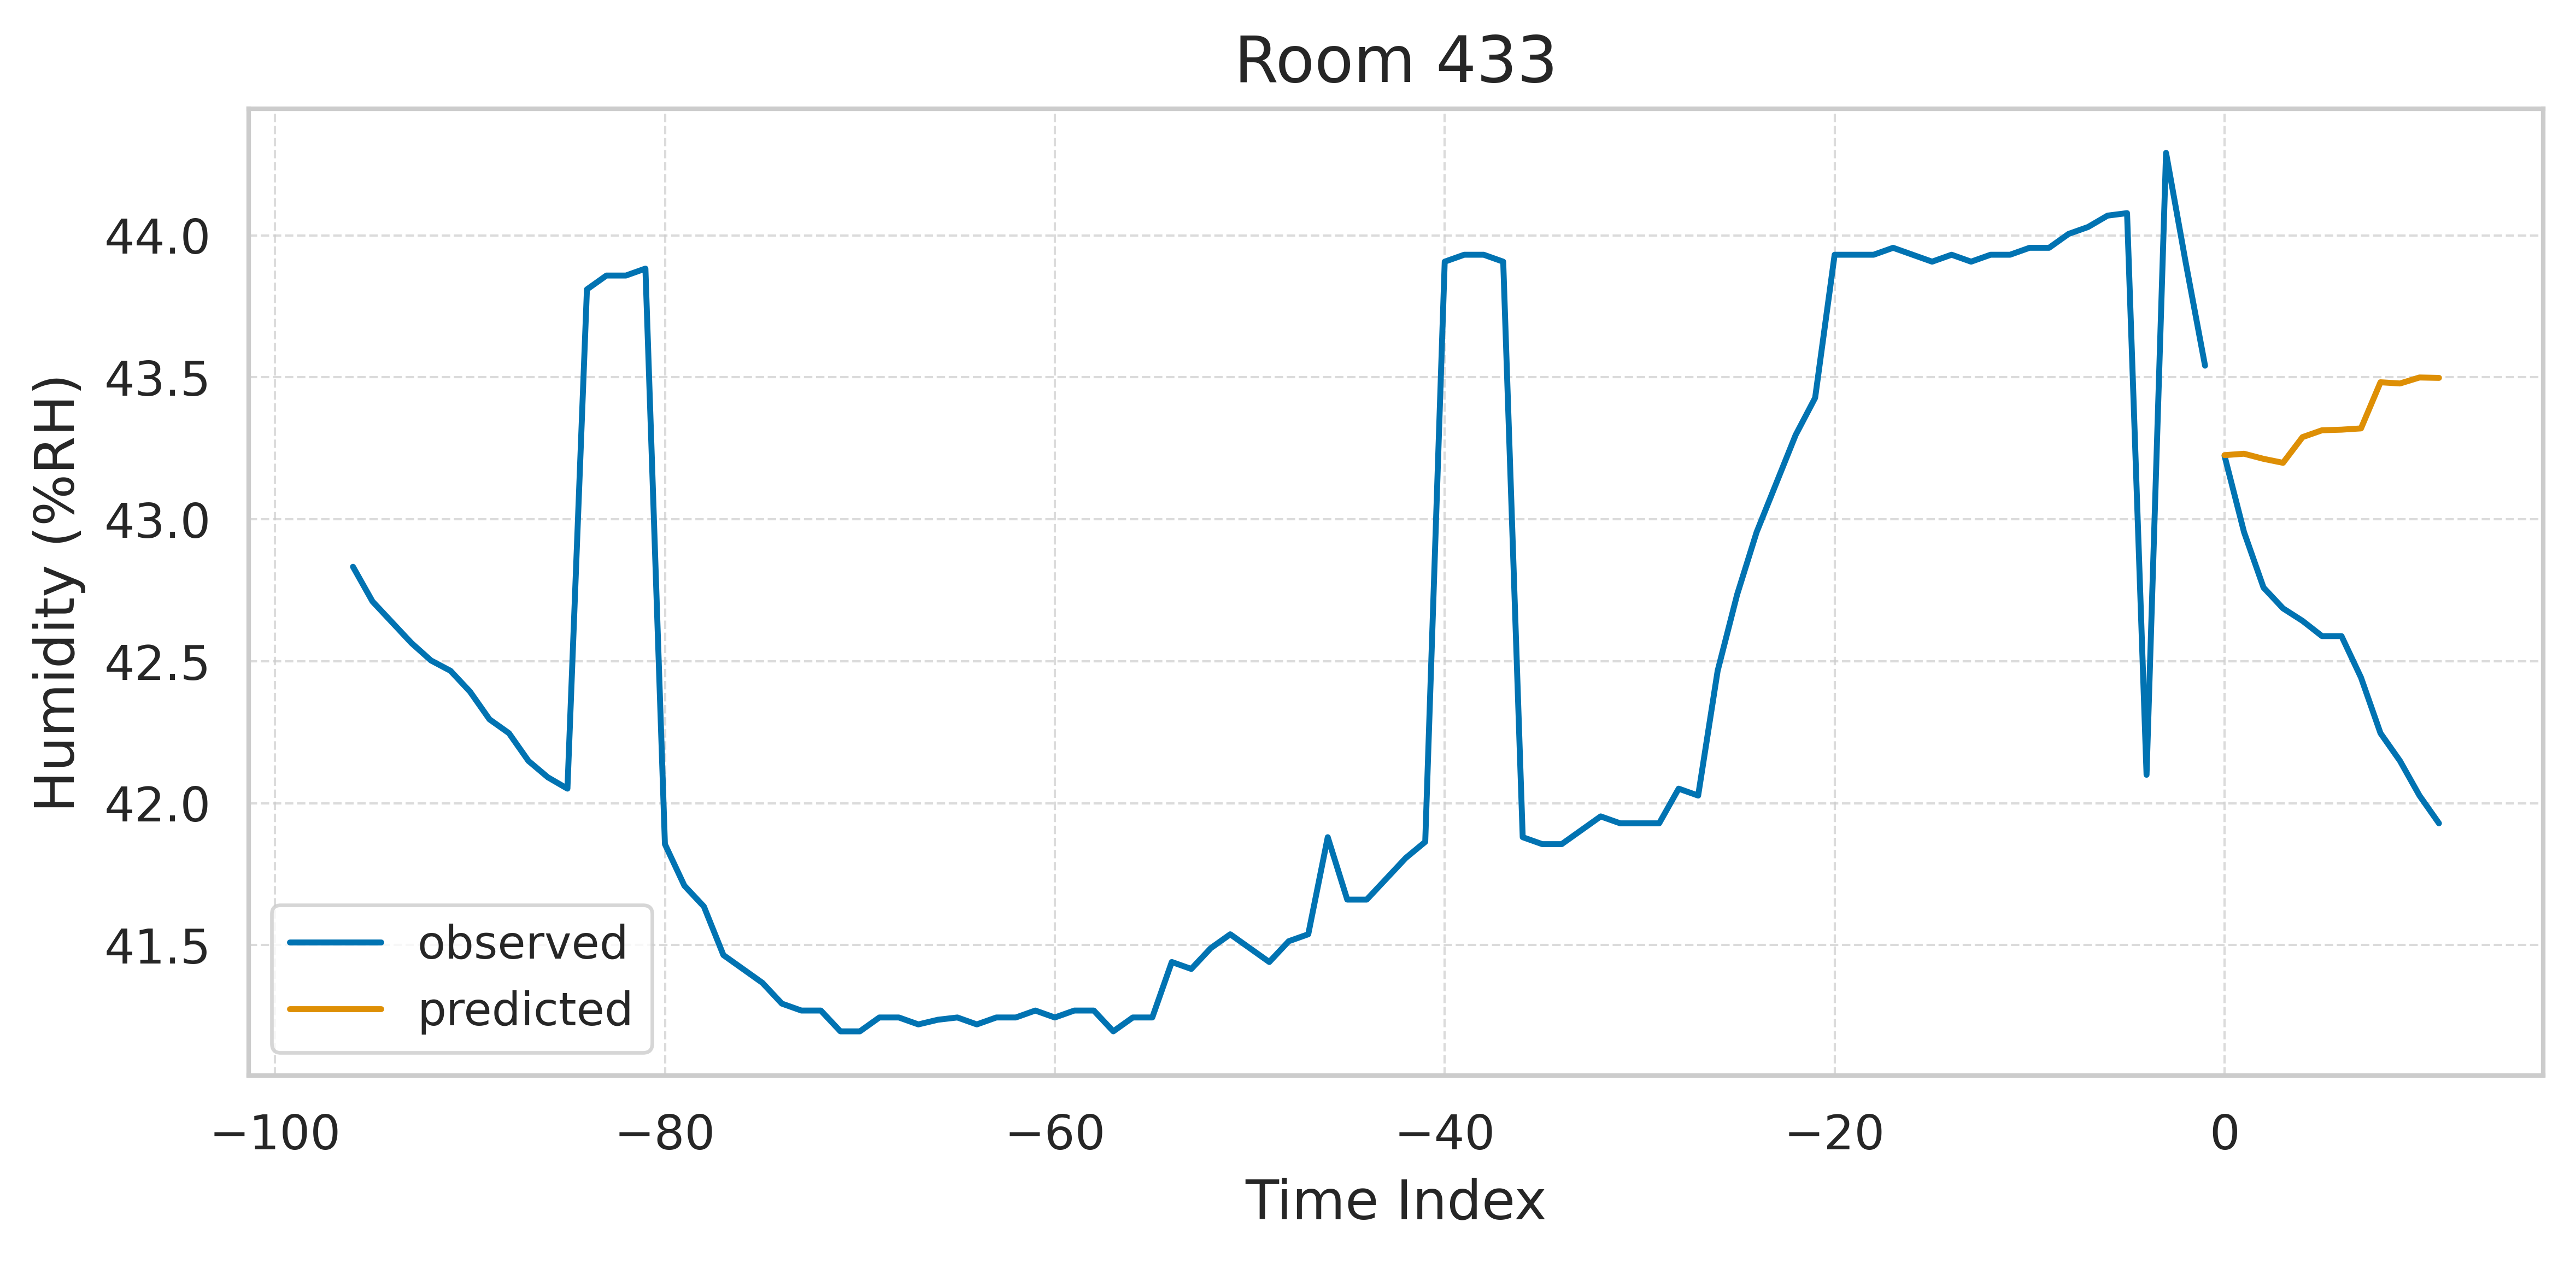 Room 433
Humidity (%RH)
44.0
43.5
43.0
42.5
42.0
41.5
observed
predicted
−100
−80
−60
−40
−20
0
Time Index